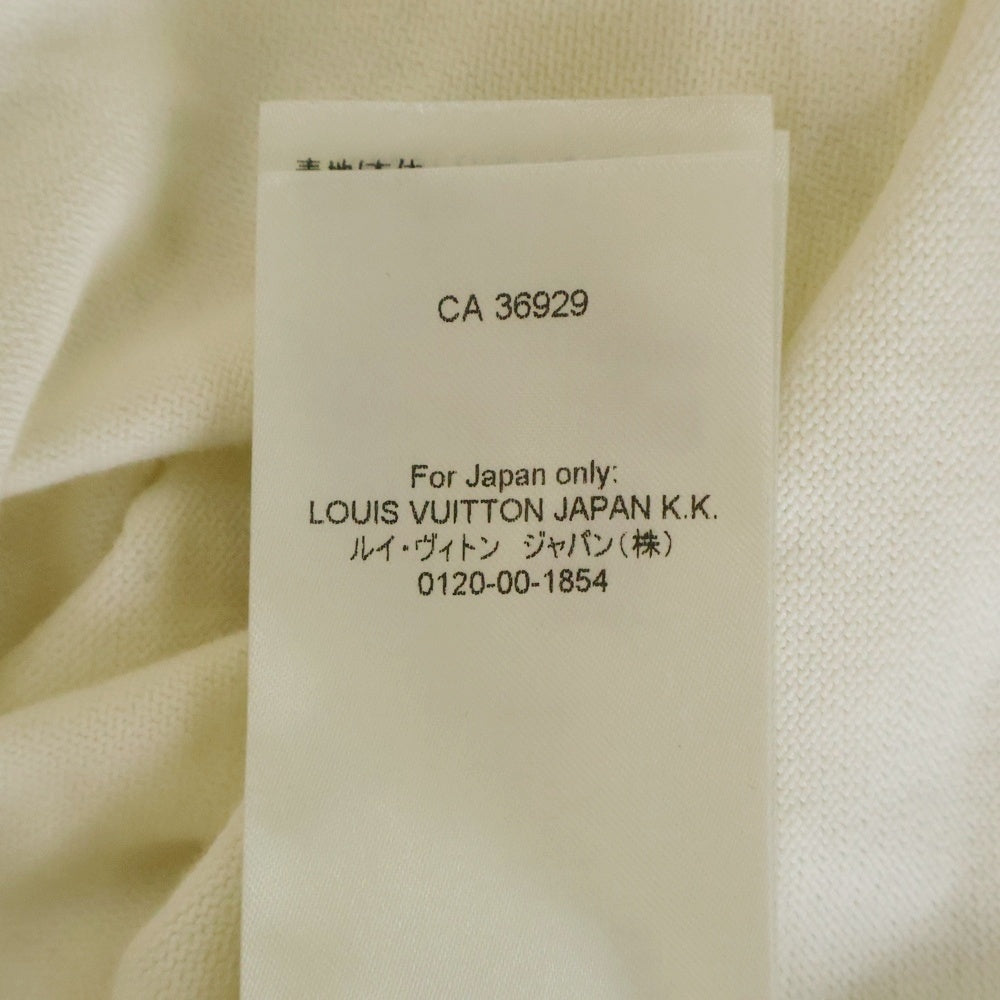 CA 36929
For Japan only:
LOUIS VUITTON JAPAN K.K.
ルイ・ヴィトン　ジャパン（株）
0120-00-1854